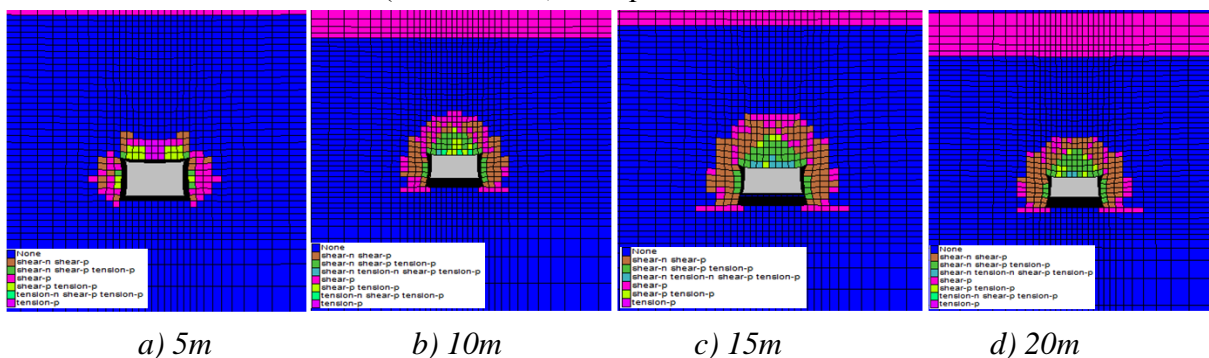 None
shear-n shear-p
shear-n shear-p tension-p
shear-p
shear-p tension-p
tension-n shear-p tension-p
tension-p
None
shear-n shear-p
shear-n shear-p tension-p
shear-n tension-n shear-p tension-p
shear-p
shear-p tension-p
tension-n shear-p tension-p
tension-p
None
shear-n shear-p
shear-n shear-p tension-p
shear-n tension-n shear-p tension-p
shear-p
shear-p tension-p
tension-p
None
shear-n shear-p
shear-n shear-p tension-p
shear-n tension-n shear-p tension-p
shear-p
shear-p tension-p
tension-n shear-p tension-p
tension-p
a) 5m
b) 10m
c) 15m
d) 20m